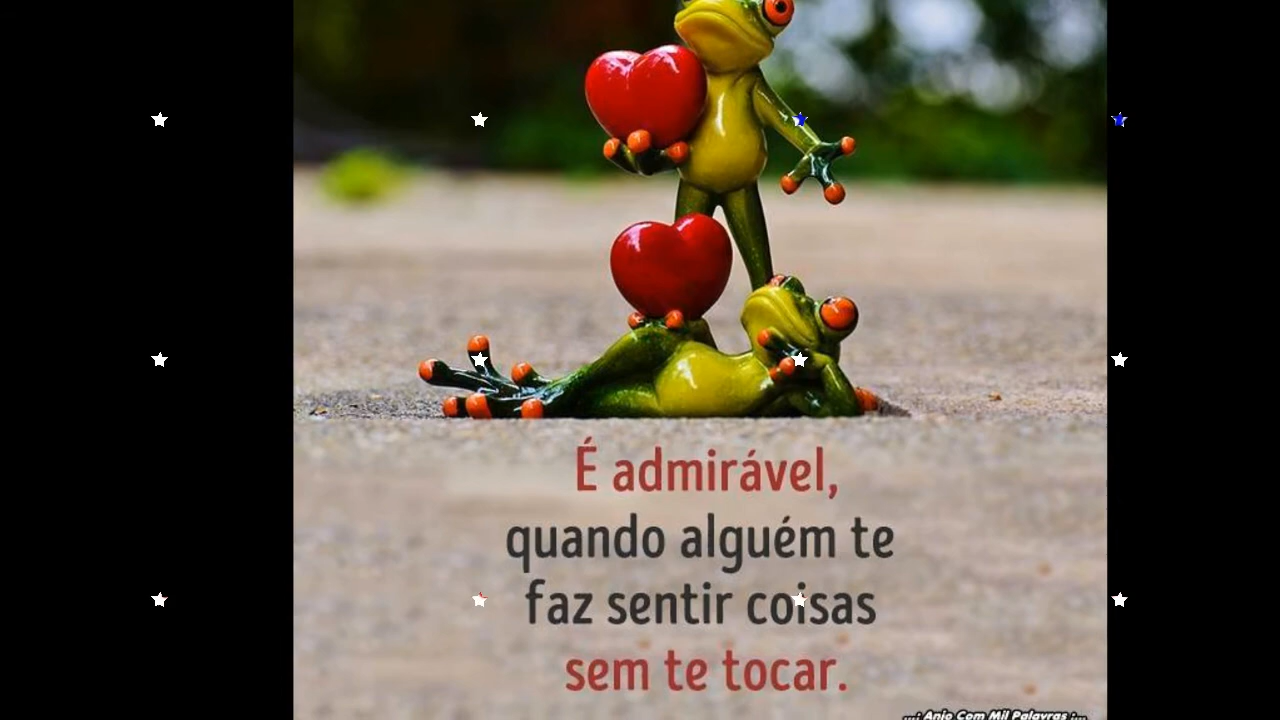 É admirável,
quando alguém te
faz sentir coisas
sem te tocar.
...: Anjo Com Mil Palavras :...